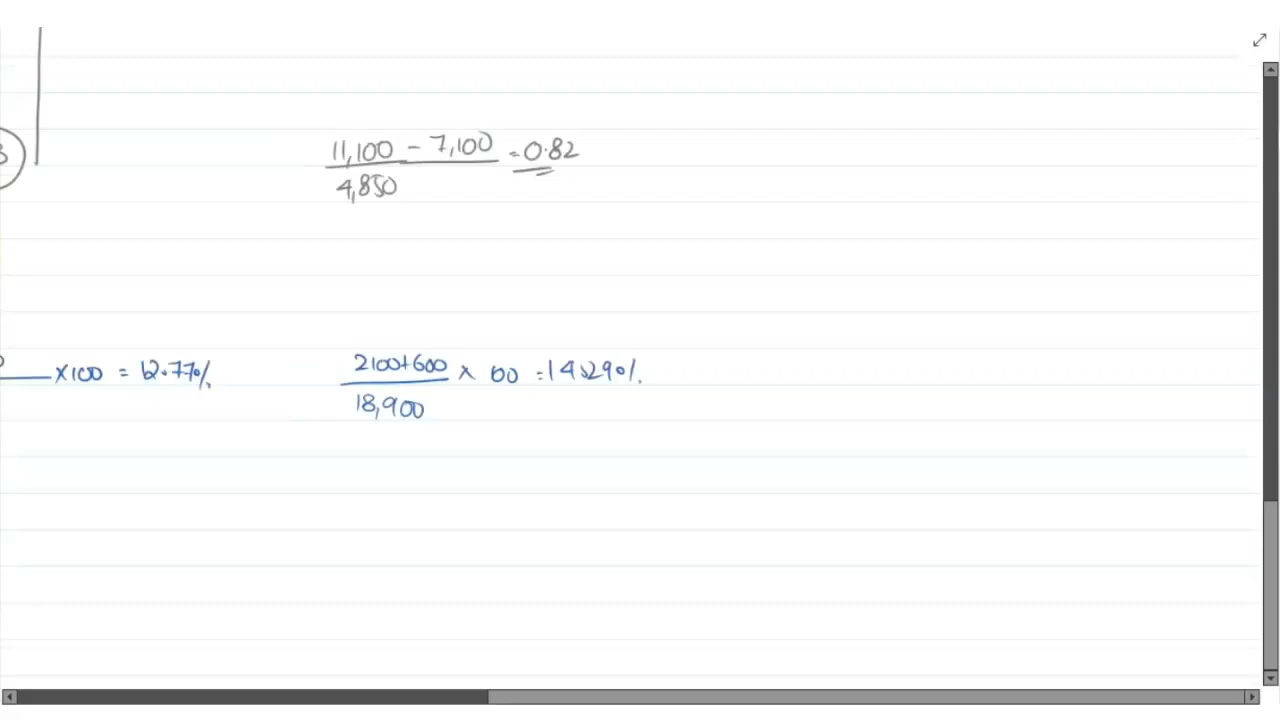 11,100 - 7,100 = 0.82
4,850
x100 = 12.77%
2100+600 x 00 = 14.29%
18,900